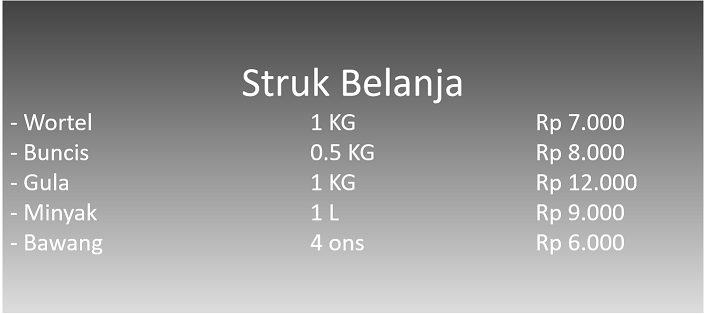 Struk Belanja
- Wortel 1 KG Rp 7.000
- Buncis 0.5 KG Rp 8.000
- Gula 1 KG Rp 12.000
- Minyak 1 L Rp 9.000
- Bawang 4 ons Rp 6.000